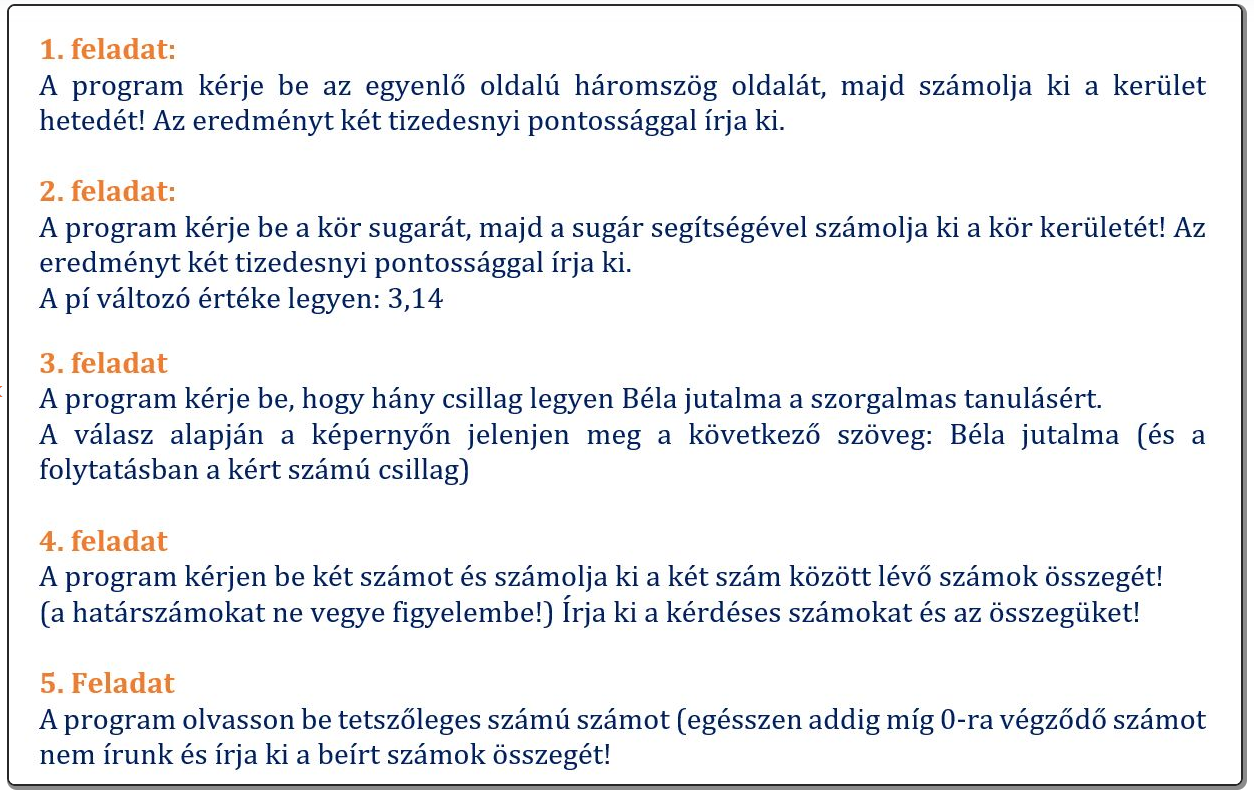 1. feladat:
A program kérje be az egyenlő oldalú háromszög oldalát, majd számolja ki a kerület
hetedét! Az eredményt két tizedesnyi pontossággal írja ki.
2. feladat:
A program kérje be a kör sugarát, majd a sugár segítségével számolja ki a kör kerületét! Az
eredményt két tizedesnyi pontossággal írja ki.
A pí változó értéke legyen: 3,14
3. feladat
A program kérje be, hogy hány csillag legyen Béla jutalma a szorgalmas tanulásért.
A válasz alapján a képernyőn jelenjen meg a következő szöveg: Béla jutalma (és a
folytatásban a kért számú csillag)
4. feladat
A program kérjen be két számot és számolja ki a két szám között lévő számok összegét!
(a határszámokat ne vegye figyelembe!) Írja ki a kérdéses számokat és az összegüket!
5. Feladat
A program olvasson be tetszőleges számú számot (egésszen addig míg 0-ra végződő számot
nem írunk és írja ki a beírt számok összegét!